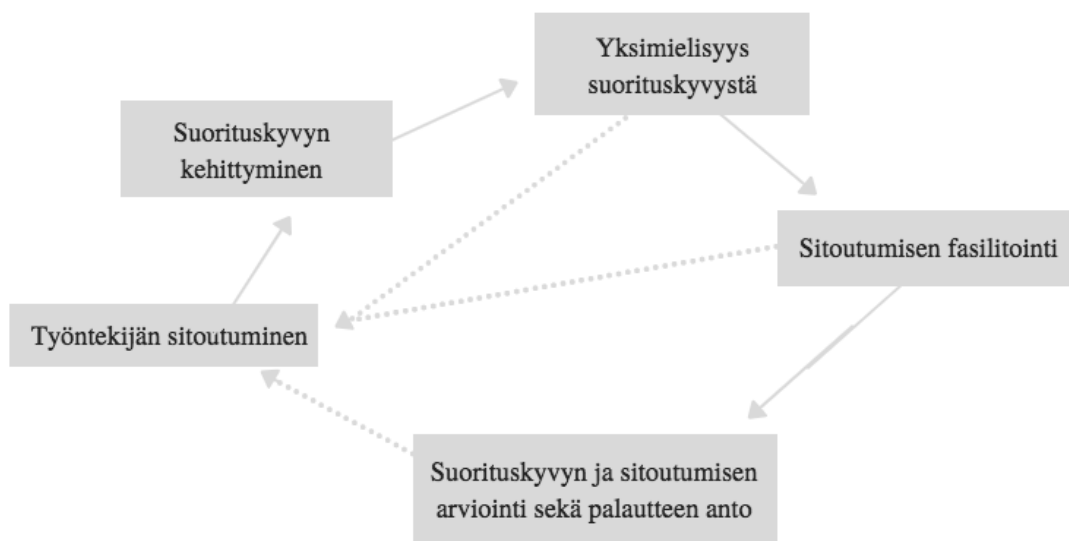 Yksimielisyys
suorituskyvystä
Suorituskyvyn
kehittyminen
Sitoutumisen fasilitointi
Työntekijän sitoutuminen
Suorituskyvyn ja sitoutumisen
arviointi sekä palautteen anto